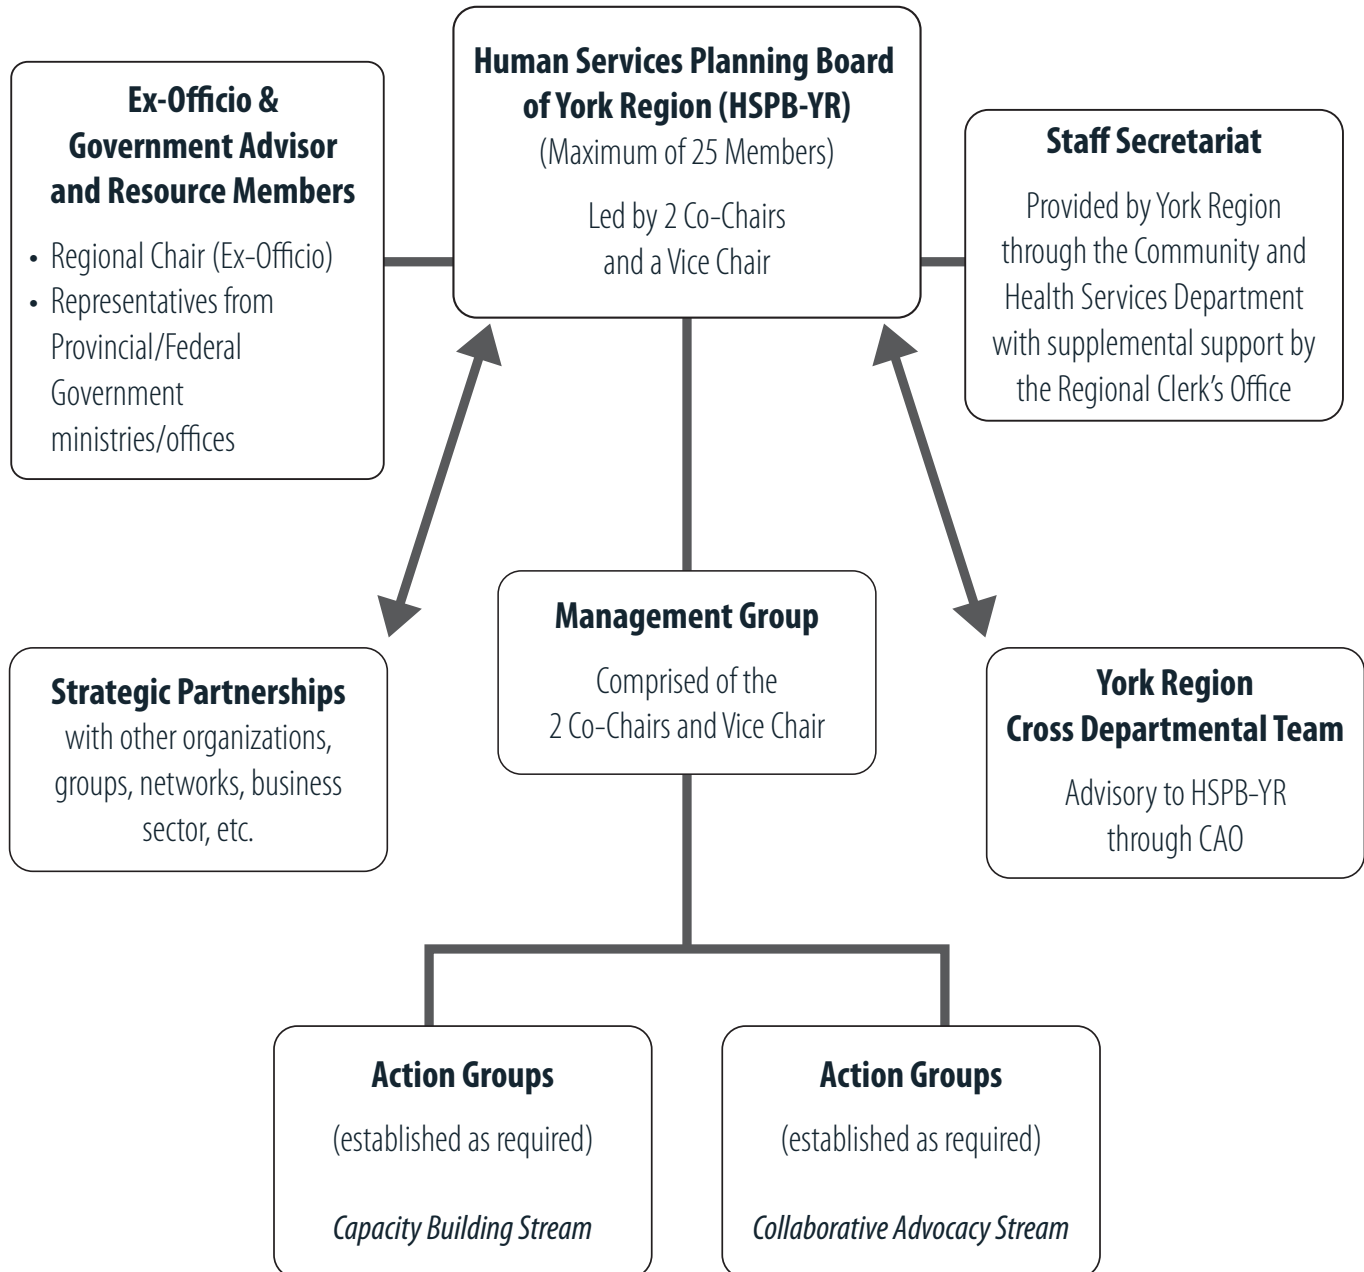 Ex-Officio &
Government Advisor
and Resource Members
• Regional Chair (Ex-Officio)
• Representatives from
Provincial/Federal
Government
ministries/offices
Human Services Planning Board
of York Region (HSPB-YR)
(Maximum of 25 Members)
Led by 2 Co-Chairs
and a Vice Chair
Staff Secretariat
Provided by York Region
through the Community and
Health Services Department
with supplemental support by
the Regional Clerk's Office
Strategic Partnerships
with other organizations,
groups, networks, business
sector, etc.
Management Group
Comprised of the
2 Co-Chairs and Vice Chair
York Region
Cross Departmental Team
Advisory to HSPB-YR
through CAO
Action Groups
(established as required)
Capacity Building Stream
Action Groups
(established as required)
Collaborative Advocacy Stream